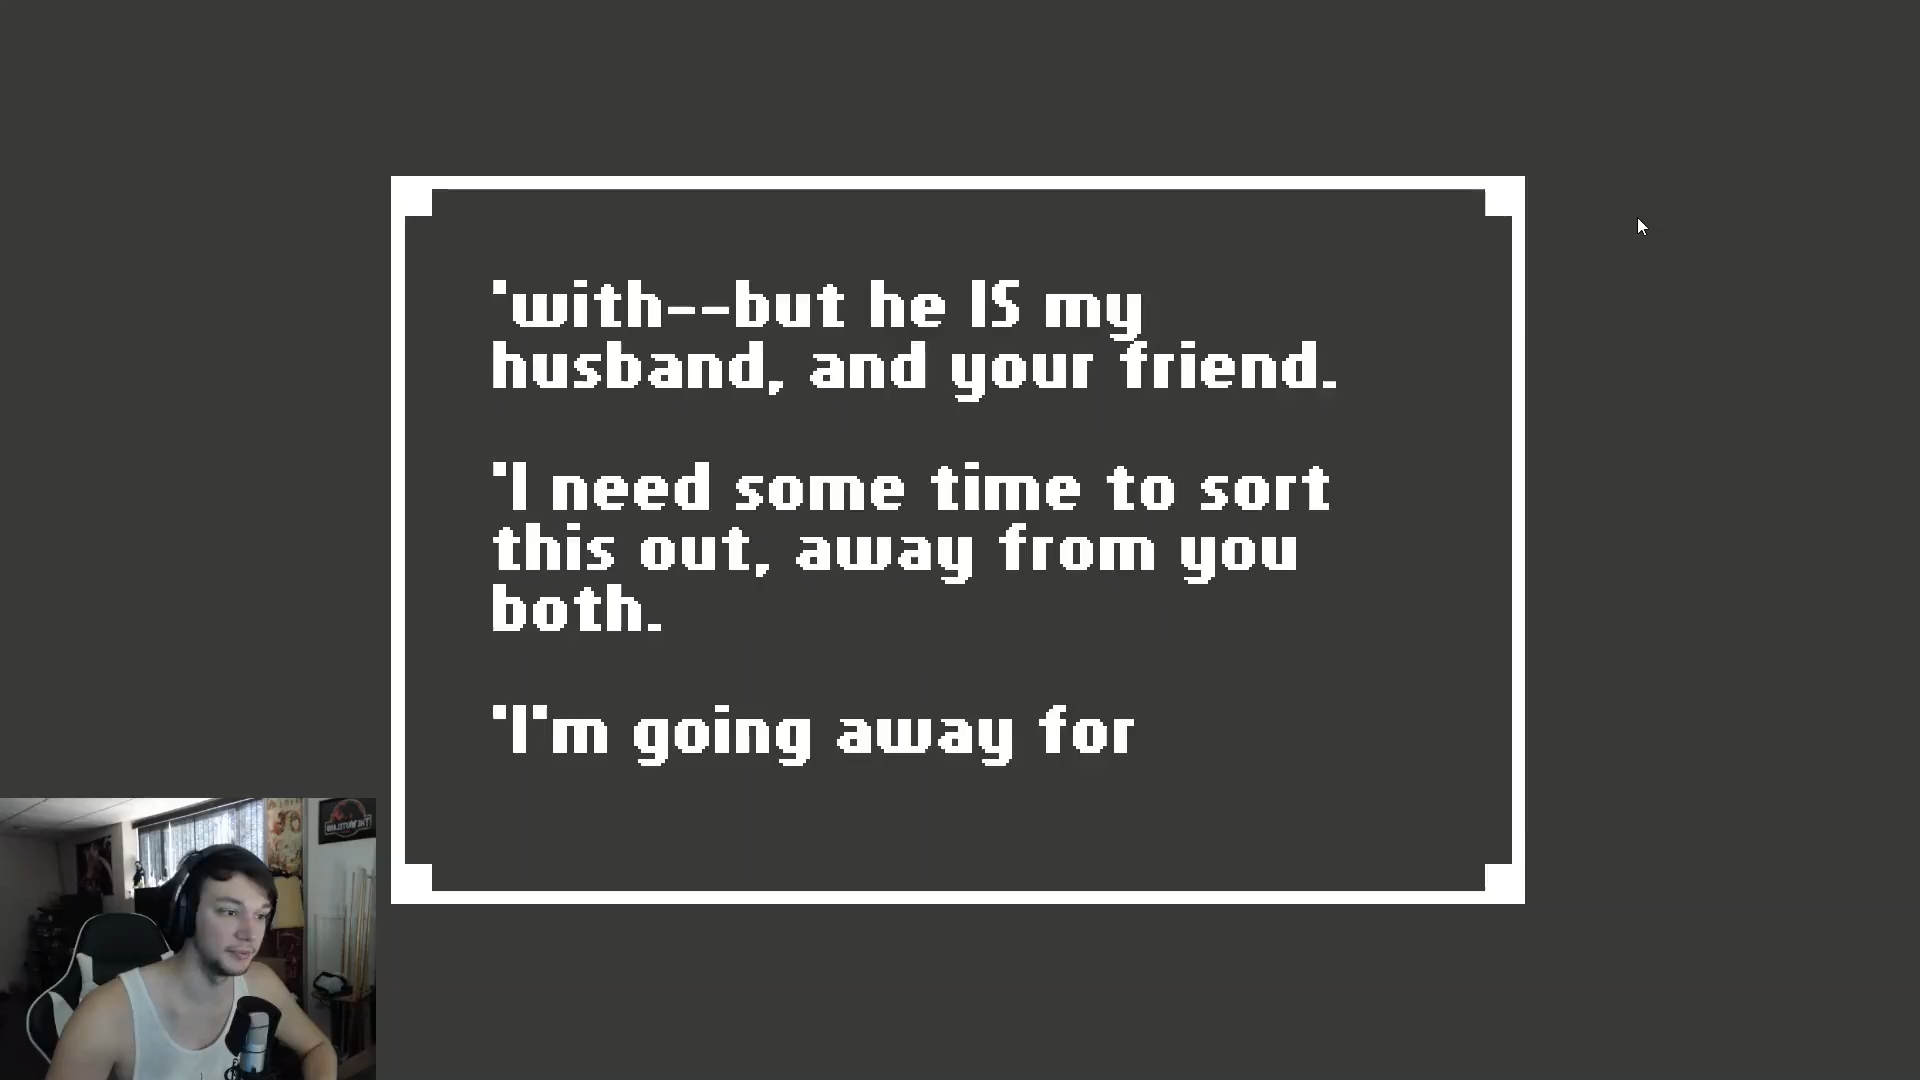 'with--but he IS my
husband, and your friend.
'I need some time to sort
this out, away from you
both.
'I'm going away for